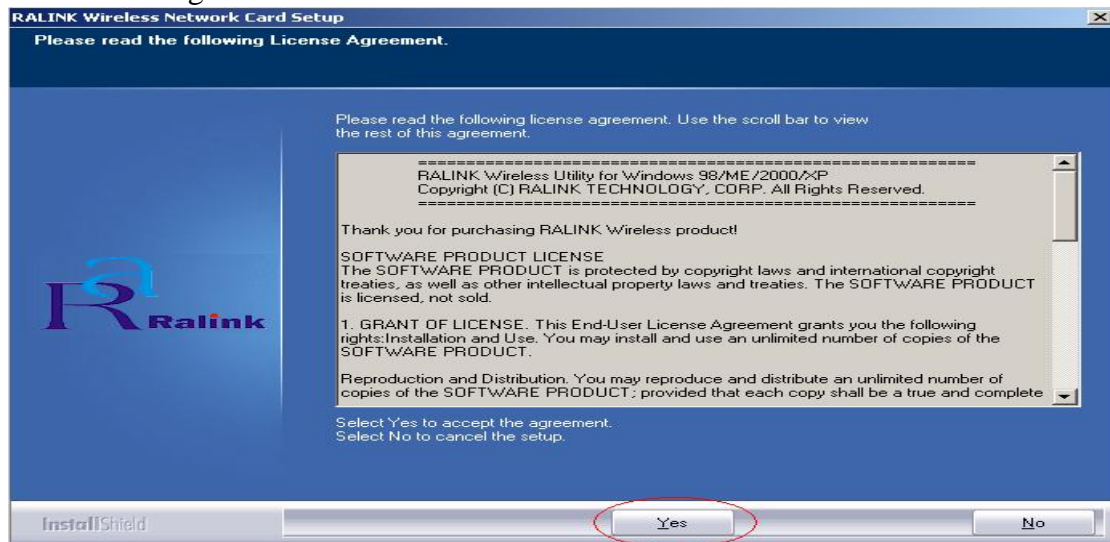 RALINK Wireless Network Card Setup
Please read the following License Agreement.
Please read the following license agreement. Use the scroll bar to view
the rest of this agreement.
==========================================================
RALINK Wireless Utility for Windows 98/ME/2000/XP
Copyright (C) RALINK TECHNOLOGY, CORP. All Rights Reserved.
==========================================================
Thank you for purchasing RALINK Wireless product!
SOFTWARE PRODUCT LICENSE
The SOFTWARE PRODUCT is protected by copyright laws and international copyright
treaties, as well as other intellectual property laws and treaties. The SOFTWARE PRODUCT
is licensed, not sold.
1. GRANT OF LICENSE. This End-User License Agreement grants you the following
rights:Installation and Use. You may install and use an unlimited number of copies of the
SOFTWARE PRODUCT.
Reproduction and Distribution. You may reproduce and distribute an unlimited number of
copies of the SOFTWARE PRODUCT; provided that each copy shall be a true and complete
Ra
Ralink
Select Yes to accept the agreement.
Select No to cancel the setup.
InstallShield
Yes
No